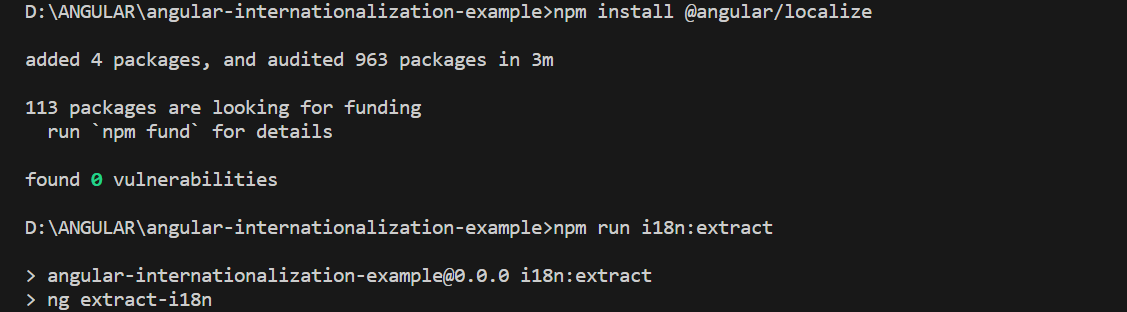 D:\ANGULAR\angular-internationalization-example>npm install @angular/localize
added 4 packages, and audited 963 packages in 3m
113 packages are looking for funding
  run `npm fund` for details
found 0 vulnerabilities
D:\ANGULAR\angular-internationalization-example>npm run i18n:extract
> angular-internationalization-example@0.0.0 i18n:extract
> ng extract-i18n